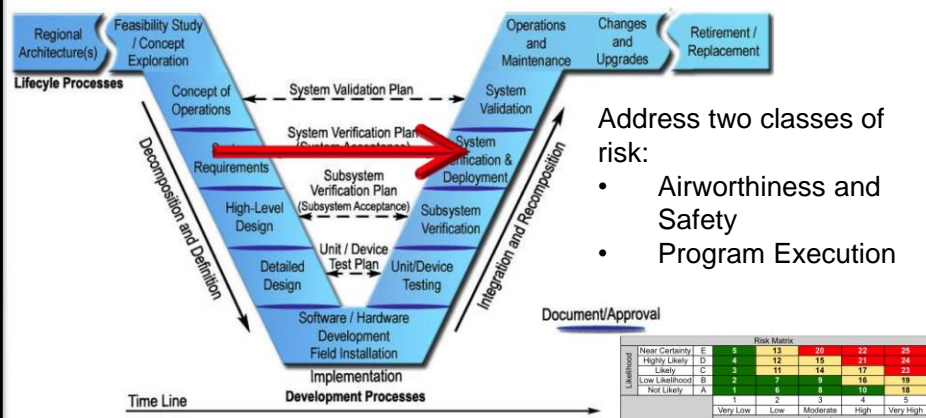 Regional
Architecture(s)
Feasibility Study
/ Concept
Exploration
Operations
and
Maintenance
Changes
and
Upgrades
Retirement /
Replacement
Lifecyle Processes
Concept of
Operations
System Validation Plan
System
Validation
System Verification Plan
(System Acceptance)
Requirements
System
Verification &
Deployment
Subsystem
Verification Plan
(Subsystem Acceptance)
High-Level
Design
Subsystem
Verification
Unit / Device
Test Plan
Detailed
Design
Unit/Device
Testing
Decomposition and Definition
Integration and Recomposition
Software / Hardware
Development
Field Installation
Implementation
Development Processes
Time Line
Document/Approval
Address two classes of
risk:
• Airworthiness and
Safety
• Program Execution
Risk Matrix
Likelihood
Near Certainty E 5 13 20 22 25
Highly Likely D 4 12 15 21 24
Likely C 3 11 14 17 23
Low Likelihood B 2 7 9 16 19
Not Likely A 1 6 8 10 18
1 2 3 4 5
Very Low Low Moderate High Very High